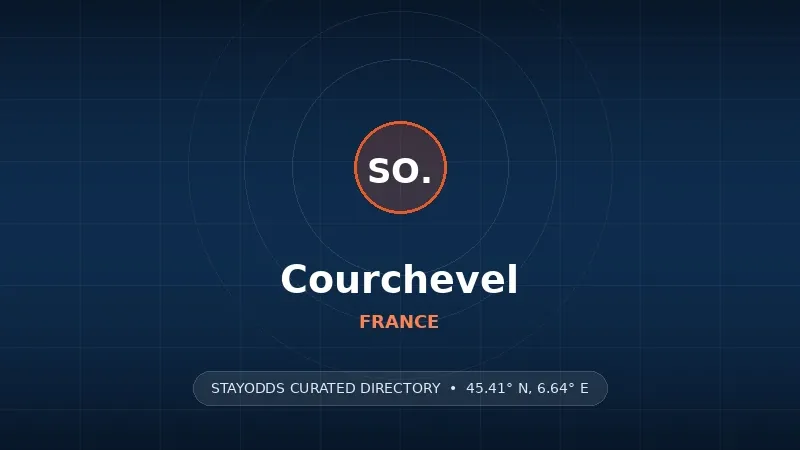 SO.
Courchevel
FRANCE
STAYODDS CURATED DIRECTORY • 45.41° N, 6.64° E